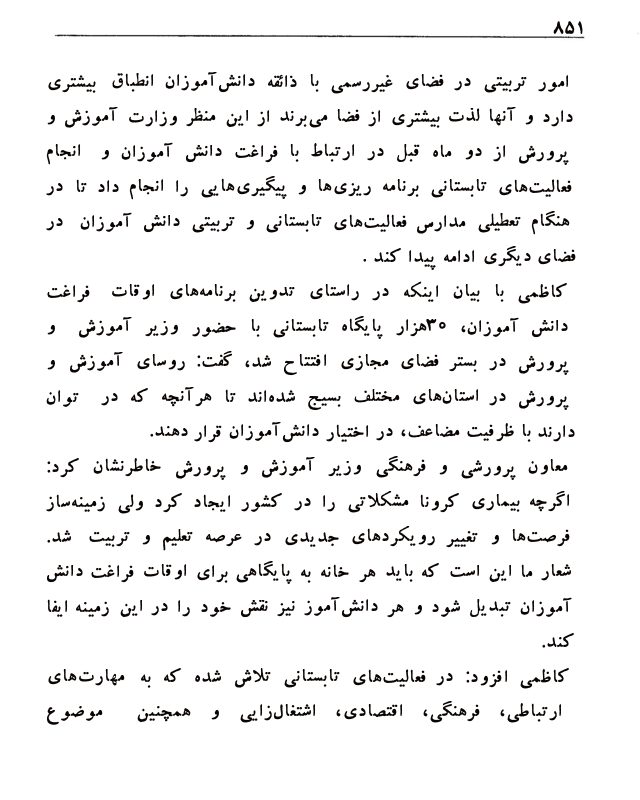 ۸۵۱
امور تربیتی در فضای غیررسمی با ذائقه دانش‌آموزان انطباق بیشتری
دارد و آنها لذت بیشتری از فضا می‌برند از این منظر وزارت آموزش و
پرورش از دو ماه قبل در ارتباط با فراغت دانش آموزان و انجام
فعالیت‌های تابستانی برنامه ریزی‌ها و پیگیری‌هایی را انجام داد تا در
هنگام تعطیلی مدارس فعالیت‌های تابستانی و تربیتی دانش آموزان در
فضای دیگری ادامه پیدا کند .
کاظمی با بیان اینکه در راستای تدوین برنامه‌های اوقات فراغت
دانش آموزان، ۳۰هزار پایگاه تابستانی با حضور وزیر آموزش و
پرورش در بستر فضای مجازی افتتاح شد، گفت: روسای آموزش و
پرورش در استان‌های مختلف بسیج شده‌اند تا هرآنچه که در توان
دارند با ظرفیت مضاعف، در اختیار دانش‌آموزان قرار دهند.
معاون پرورشی و فرهنگی وزیر آموزش و پرورش خاطرنشان کرد:
اگرچه بیماری کرونا مشکلاتی را در کشور ایجاد کرد ولی زمینه‌ساز
فرصت‌ها و تغییر رویکردهای جدیدی در عرصه تعلیم و تربیت شد.
شعار ما این است که باید هر خانه به پایگاهی برای اوقات فراغت دانش
آموزان تبدیل شود و هر دانش‌آموز نیز نقش خود را در این زمینه ایفا
کند.
کاظمی افزود: در فعالیت‌های تابستانی تلاش شده که به مهارت‌های
ارتباطی، فرهنگی، اقتصادی، اشتغال‌زایی و همچنین موضوع